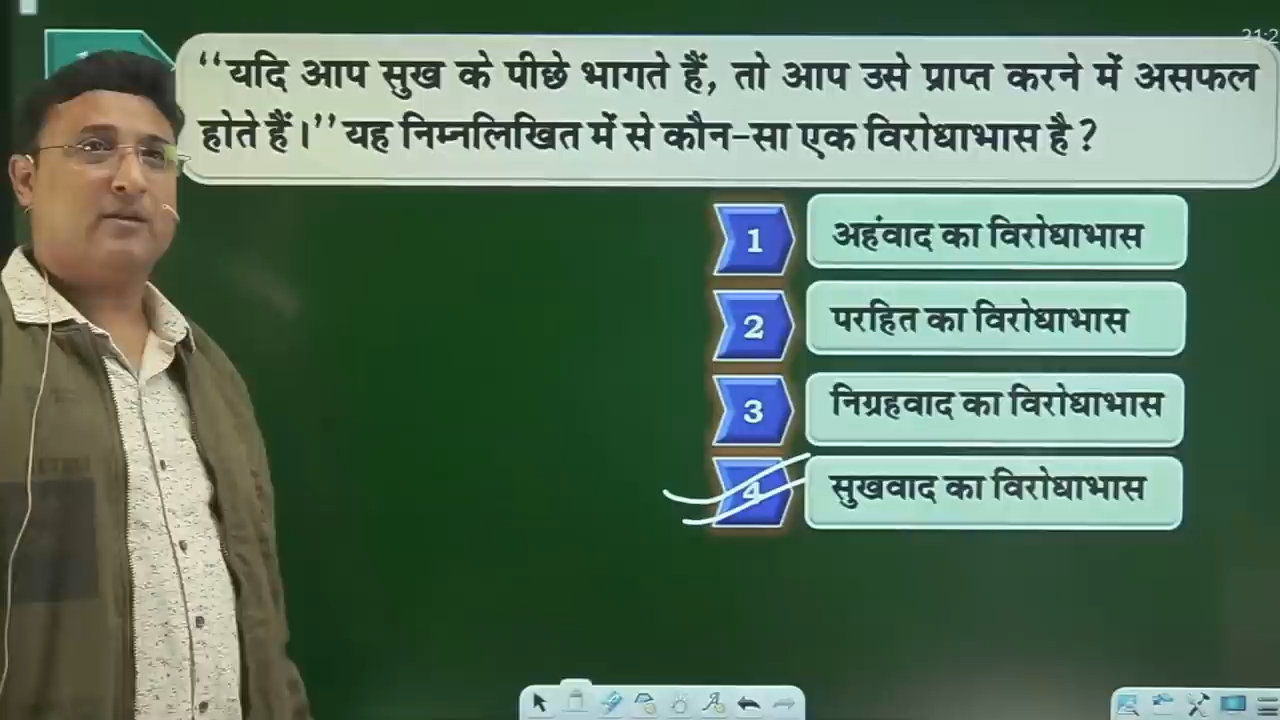 “यदि आप सुख के पीछे भागते हैं, तो आप उसे प्राप्त करने में असफल
होते हैं।” यह निम्नलिखित में से कौन-सा एक विरोधाभास है ?
1 अहंवाद का विरोधाभास
2 परहित का विरोधाभास
3 निग्रहवाद का विरोधाभास
4 सुखवाद का विरोधाभास